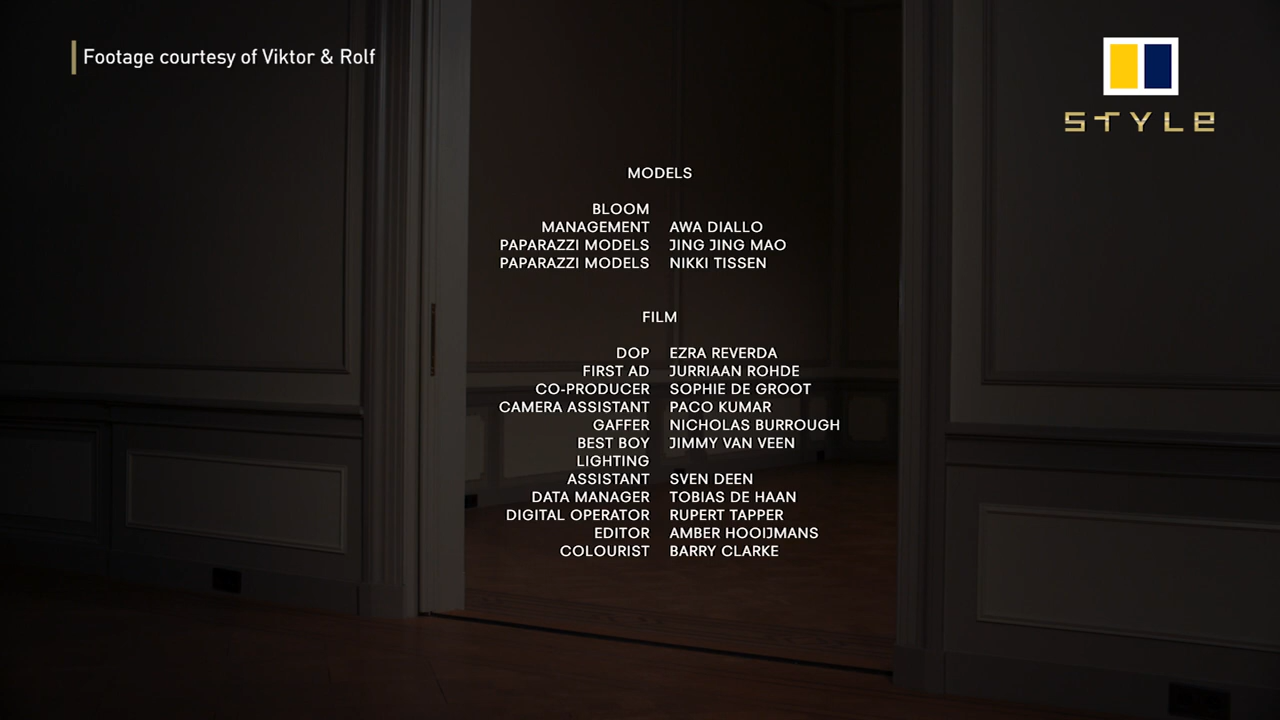 Footage courtesy of Viktor & Rolf
STYLE
MODELS
BLOOM
MANAGEMENT AWA DIALLO
PAPARAZZI MODELS JING JING MAO
PAPARAZZI MODELS NIKKI TISSEN
FILM
DOP EZRA REVERDA
FIRST AD JURRIAAN ROHDE
CO-PRODUCER SOPHIE DE GROOT
CAMERA ASSISTANT PACO KUMAR
GAFFER NICHOLAS BURROUGH
BEST BOY JIMMY VAN VEEN
LIGHTING
ASSISTANT SVEN DEEN
DATA MANAGER TOBIAS DE HAAN
DIGITAL OPERATOR RUPERT TAPPER
EDITOR AMBER HOOIJMANS
COLOURIST BARRY CLARKE